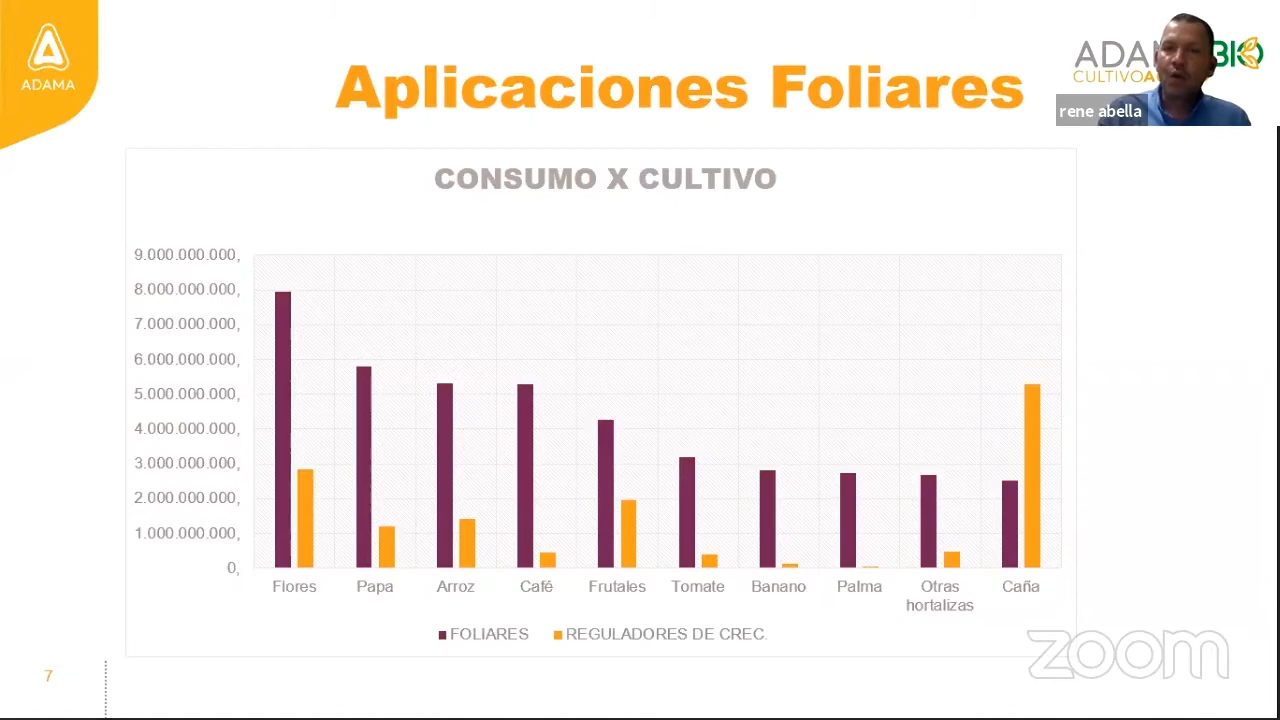 ADAMA
Aplicaciones Foliares
CULTIVO
rene abella
CONSUMO X CULTIVO
9.000.000.000,
8.000.000.000,
7.000.000.000,
6.000.000.000,
5.000.000.000,
4.000.000.000,
3.000.000.000,
2.000.000.000,
1.000.000.000,
0,
Flores Papa Arroz Café Frutales Tomate Banano Palma Otras hortalizas Caña
FOLIARES REGULADORES DE CREC.
zoom
7